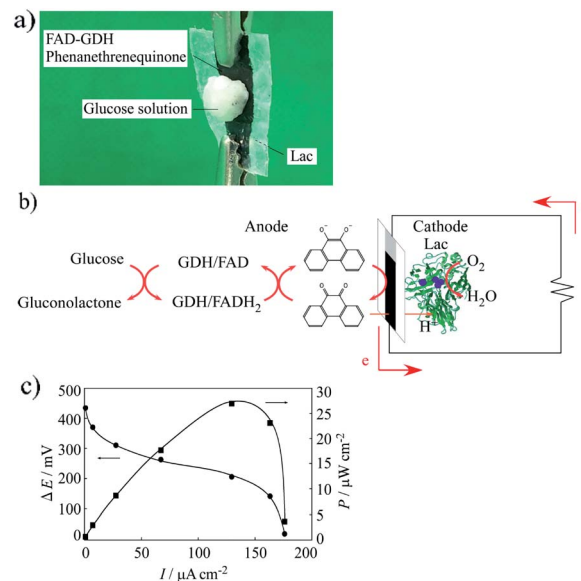 a)
FAD-GDH
Phenanethrenequinone
Glucose solution
Lac
b)
Anode
Cathode
Lac
Glucose
GDH/FAD
O₂
Gluconolactone
GDH/FADH₂
H₂O
H⁺
e
O⁻ O⁻
O O
c)
500
400
300
200
100
0
ΔE / mV
30
25
20
15
10
5
1
0
P / μW cm⁻²
0 50 100 150 200
I / μA cm⁻²